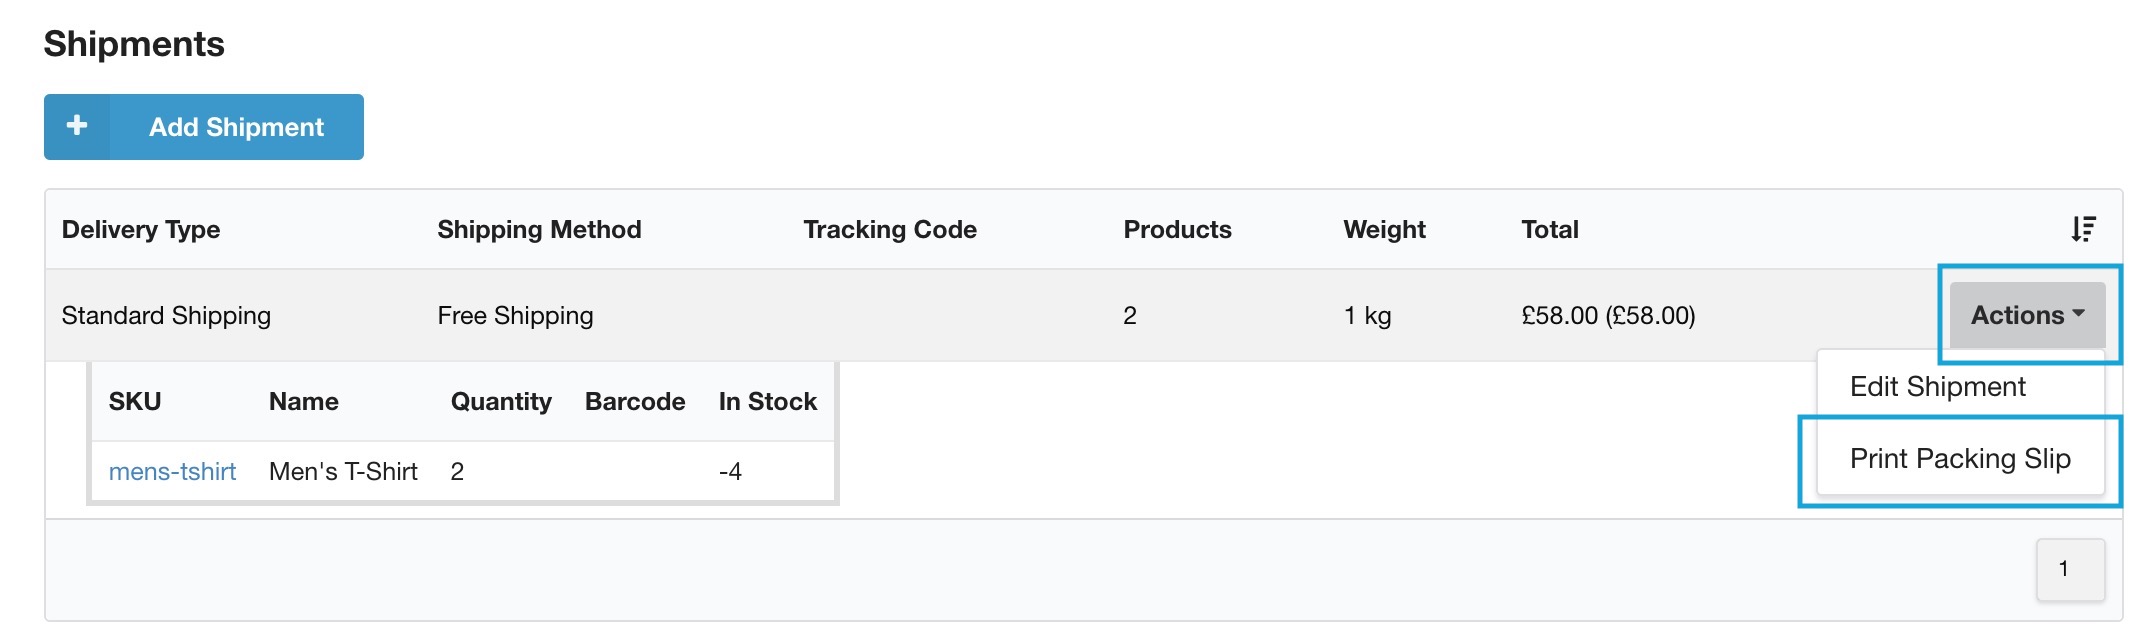 Shipments
+ Add Shipment
Delivery Type Shipping Method Tracking Code Products Weight Total
Standard Shipping Free Shipping 2 1 kg £58.00 (£58.00) Actions
Edit Shipment
SKU Name Quantity Barcode In Stock
Print Packing Slip
mens-tshirt Men's T-Shirt 2 -4
1